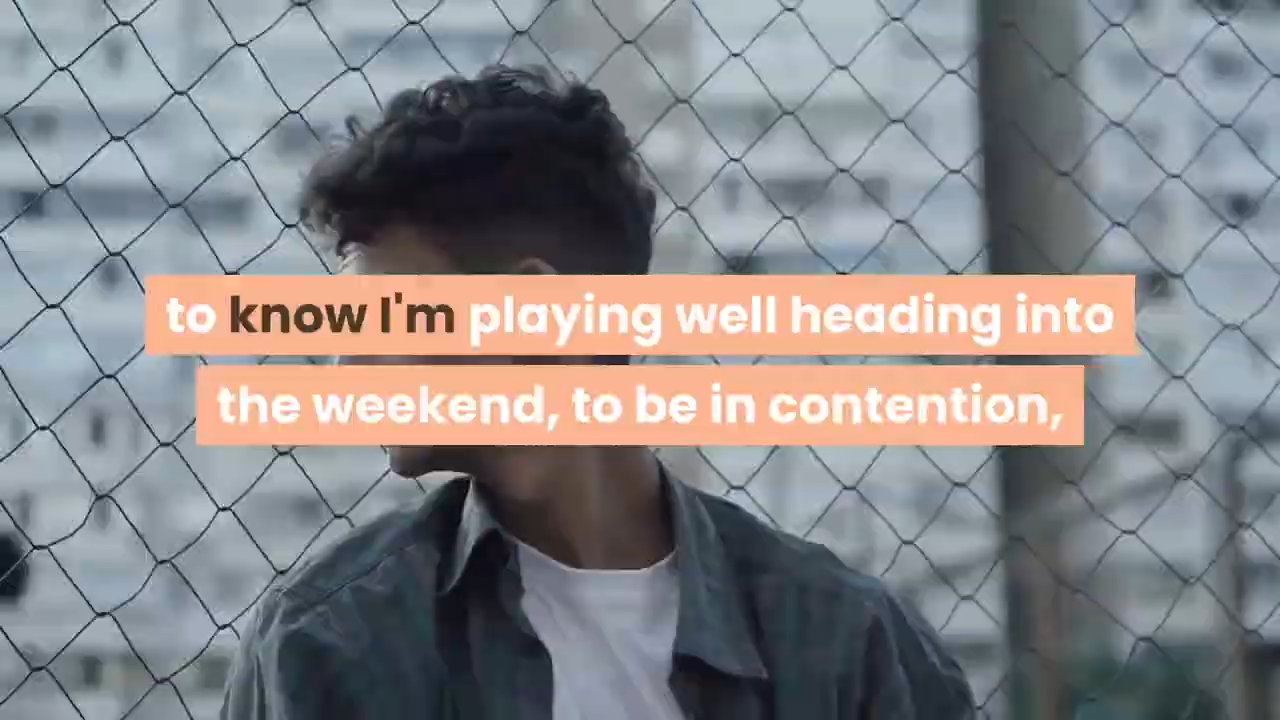 to know I'm playing well heading into
the weekend, to be in contention,